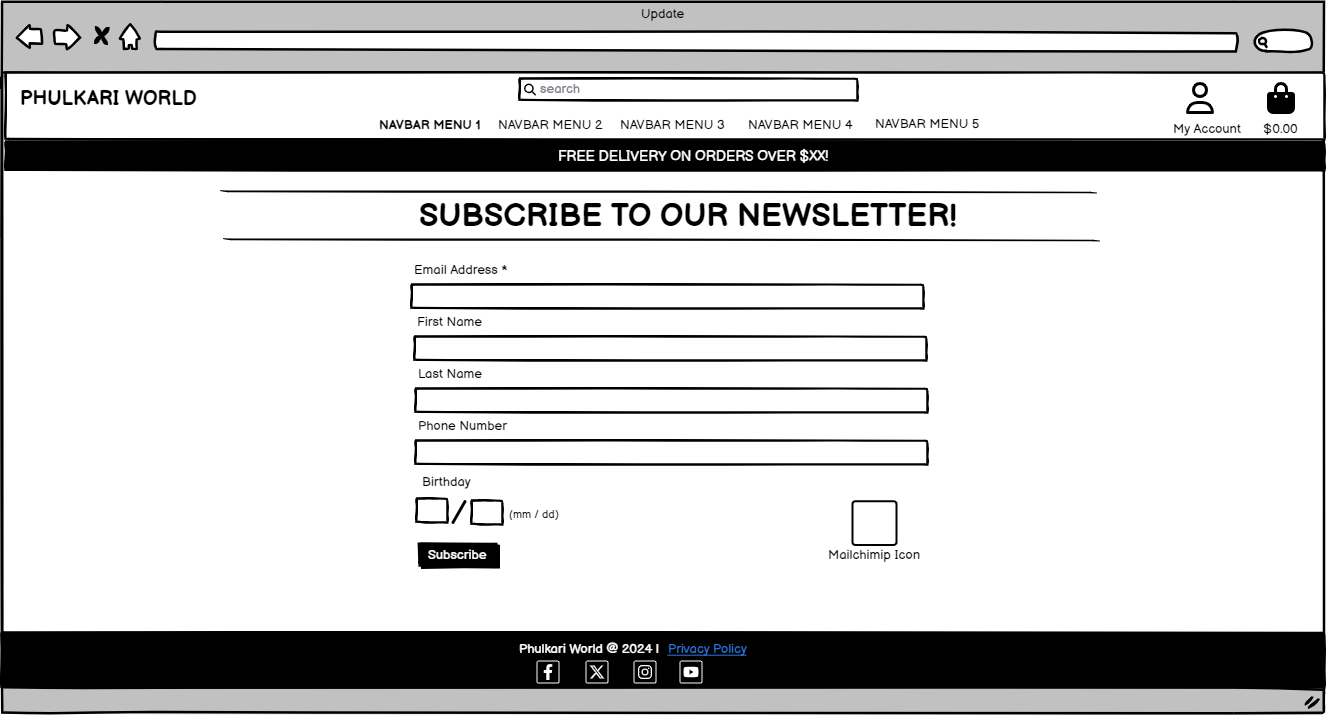 Update
PHULKARI WORLD
search
NAVBAR MENU 1 NAVBAR MENU 2 NAVBAR MENU 3 NAVBAR MENU 4 NAVBAR MENU 5
My Account $0.00
FREE DELIVERY ON ORDERS OVER $XX!
SUBSCRIBE TO OUR NEWSLETTER!
Email Address *
First Name
Last Name
Phone Number
Birthday
/ (mm / dd)
Subscribe
Mailchimip Icon
Phulkari World @ 2024 | Privacy Policy